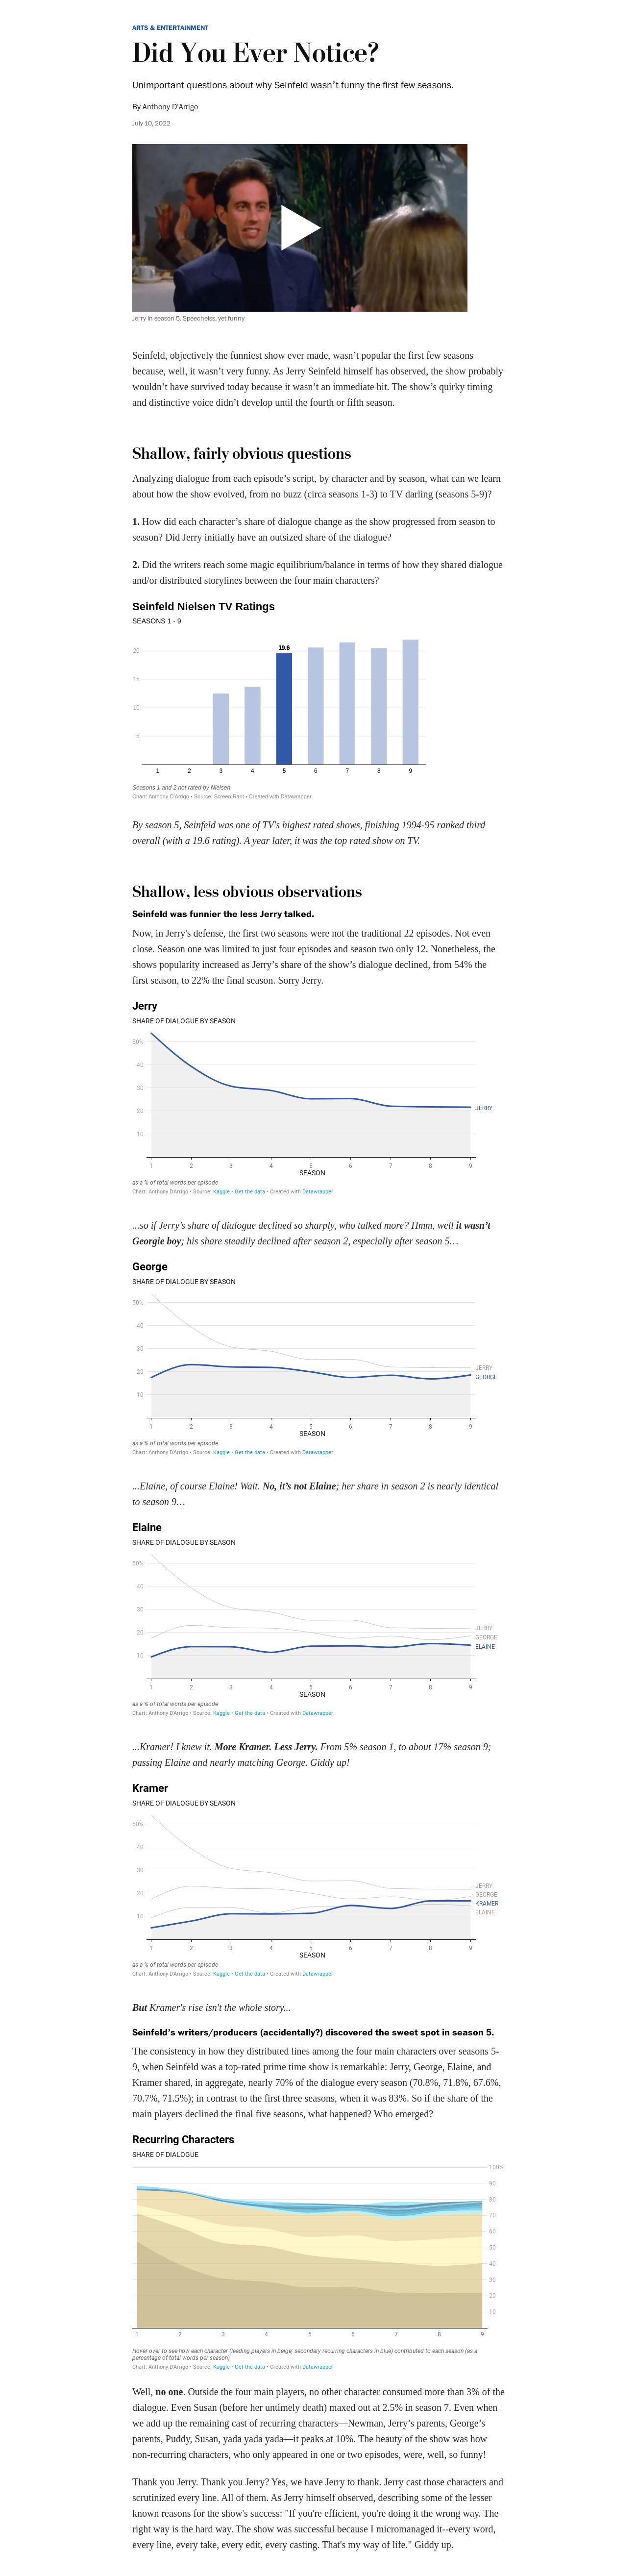 ARTS & ENTERTAINMENT
Did You Ever Notice?
Unimportant questions about why Seinfeld wasn't funny the first few seasons.
By Anthony D'Arrigo
July 10, 2022
Jerry in season 5. Speechelss, yet funny
Seinfeld, objectively the funniest show ever made, wasn't popular the first few seasons
because, well, it wasn't very funny. As Jerry Seinfeld himself has observed, the show probably
wouldn't have survived today because it wasn't an immediate hit. The show's quirky timing
and distinctive voice didn't develop until the fourth or fifth season.
Shallow, fairly obvious questions
Analyzing dialogue from each episode's script, by character and by season, what can we learn
about how the show evolved, from no buzz (circa seasons 1-3) to TV darling (seasons 5-9)?
1. How did each character's share of dialogue change as the show progressed from season to
season? Did Jerry initially have an outsized share of the dialogue?
2. Did the writers reach some magic equilibrium/balance in terms of how they shared dialogue
and/or distributed storylines between the four main characters?
Seinfeld Nielsen TV Ratings
SEASONS 1 - 9
19.6
20
15
10
5
1 2 3 4 5 6 7 8 9
Seasons 1 and 2 not rated by Nielsen.
Chart: Anthony D'Arrigo • Source: Screen Rant • Created with Datawrapper
By season 5, Seinfeld was one of TV's highest rated shows, finishing 1994-95 ranked third
overall (with a 19.6 rating). A year later, it was the top rated show on TV.
Shallow, less obvious observations
Seinfeld was funnier the less Jerry talked.
Now, in Jerry's defense, the first two seasons were not the traditional 22 episodes. Not even
close. Season one was limited to just four episodes and season two only 12. Nonetheless, the
shows popularity increased as Jerry's share of the show's dialogue declined, from 54% the
first season, to 22% the final season. Sorry Jerry.
Jerry
SHARE OF DIALOGUE BY SEASON
50%
40
30
20
10
JERRY
1 2 3 4 5 6 7 8 9
SEASON
as a % of total words per episode
Chart: Anthony D'Arrigo • Source: Kaggle • Get the data • Created with Datawrapper
...so if Jerry's share of dialogue declined so sharply, who talked more? Hmm, well it wasn't
Georgie boy; his share steadily declined after season 2, especially after season 5…
George
SHARE OF DIALOGUE BY SEASON
50%
40
30
20
10
JERRY
GEORGE
1 2 3 4 5 6 7 8 9
SEASON
as a % of total words per episode
Chart: Anthony D'Arrigo • Source: Kaggle • Get the data • Created with Datawrapper
...Elaine, of course Elaine! Wait. No, it's not Elaine; her share in season 2 is nearly identical
to season 9…
Elaine
SHARE OF DIALOGUE BY SEASON
50%
40
30
20
10
JERRY
GEORGE
ELAINE
1 2 3 4 5 6 7 8 9
SEASON
as a % of total words per episode
Chart: Anthony D'Arrigo • Source: Kaggle • Get the data • Created with Datawrapper
...Kramer! I knew it. More Kramer. Less Jerry. From 5% season 1, to about 17% season 9;
passing Elaine and nearly matching George. Giddy up!
Kramer
SHARE OF DIALOGUE BY SEASON
50%
40
30
20
10
JERRY
GEORGE
KRAMER
ELAINE
1 2 3 4 5 6 7 8 9
SEASON
as a % of total words per episode
Chart: Anthony D'Arrigo • Source: Kaggle • Get the data • Created with Datawrapper
But Kramer's rise isn't the whole story...
Seinfeld's writers/producers (accidentally?) discovered the sweet spot in season 5.
The consistency in how they distributed lines among the four main characters over seasons 5-
9, when Seinfeld was a top-rated prime time show is remarkable: Jerry, George, Elaine, and
Kramer shared, in aggregate, nearly 70% of the dialogue every season (70.8%, 71.8%, 67.6%,
70.7%, 71.5%); in contrast to the first three seasons, when it was 83%. So if the share of the
main players declined the final five seasons, what happened? Who emerged?
Recurring Characters
SHARE OF DIALOGUE
100%
90
80
70
60
50
40
30
20
10
1 2 3 4 5 6 7 8 9
Hover over to see how each character (leading players in beige; secondary recurring characters in blue) contributed to each season (as a
percentage of total words per season)
Chart: Anthony D'Arrigo • Source: Kaggle • Get the data • Created with Datawrapper
Well, no one. Outside the four main players, no other character consumed more than 3% of the
dialogue. Even Susan (before her untimely death) maxed out at 2.5% in season 7. Even when
we add up the remaining cast of recurring characters—Newman, Jerry's parents, George's
parents, Puddy, Susan, yada yada yada—it peaks at 10%. The beauty of the show was how
non-recurring characters, who only appeared in one or two episodes, were, well, so funny!
Thank you Jerry. Thank you Jerry? Yes, we have Jerry to thank. Jerry cast those characters and
scrutinized every line. All of them. As Jerry himself observed, describing some of the lesser
known reasons for the show's success: "If you're efficient, you're doing it the wrong way. The
right way is the hard way. The show was successful because I micromanaged it--every word,
every line, every take, every edit, every casting. That's my way of life." Giddy up.